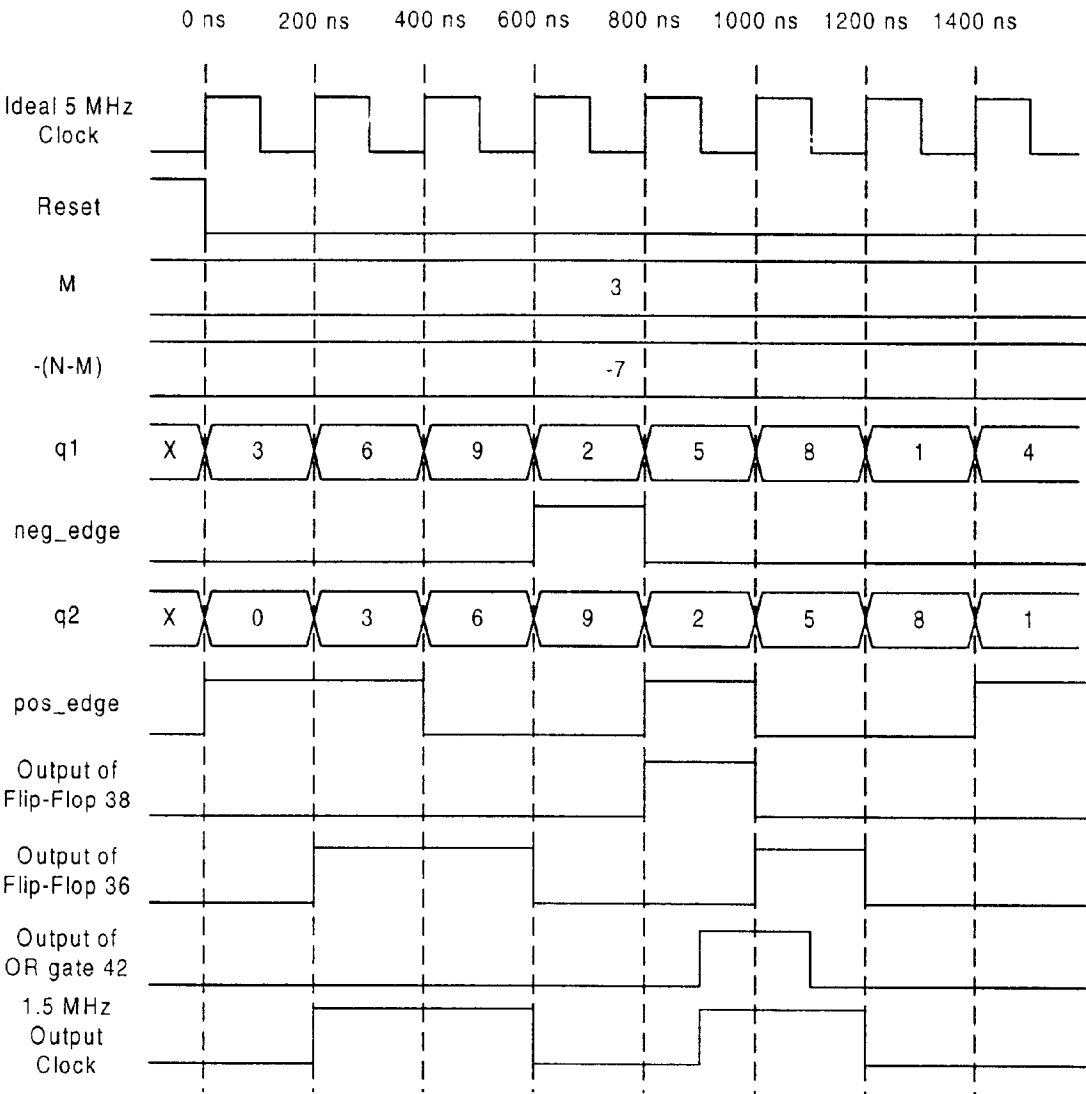 0 ns 200 ns 400 ns 600 ns 800 ns 1000 ns 1200 ns 1400 ns
Ideal 5 MHz
Clock
Reset
M 3
-(N-M) -7
q1 X 3 6 9 2 5 8 1 4
neg_edge
q2 X 0 3 6 9 2 5 8 1
pos_edge
Output of
Flip-Flop 38
Output of
Flip-Flop 36
Output of
OR gate 42
1.5 MHz
Output
Clock